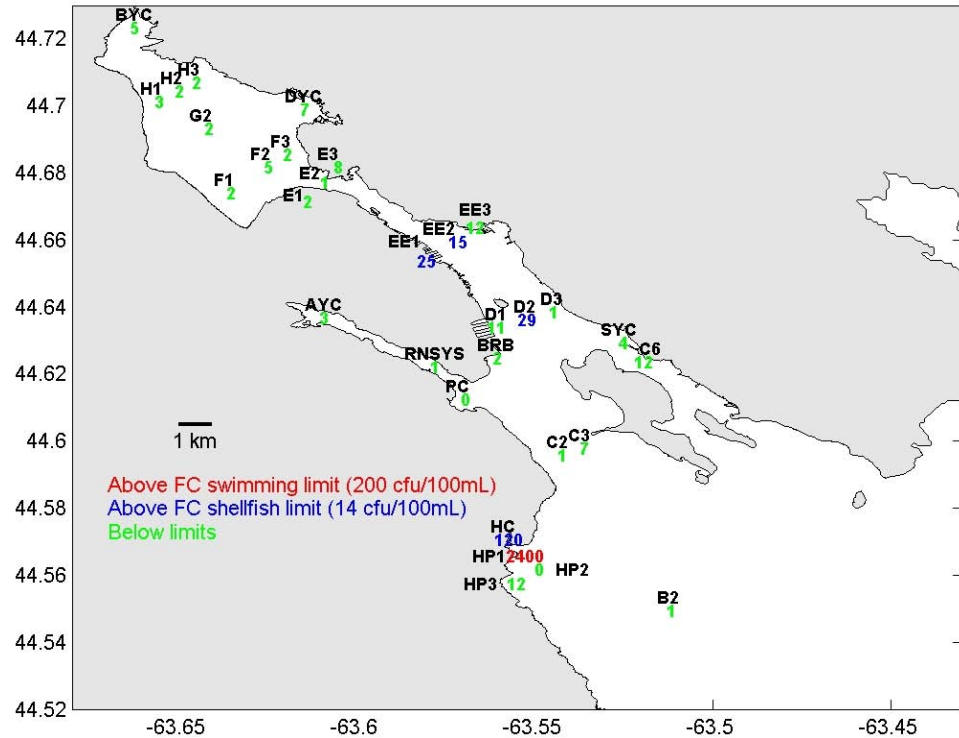 BYC
5
44.72
H3
2
H2
2
H1
3
44.7
DYC
7
G2
2
F3
2
F2
5
E3
8
44.68
E2
1
F1
2
E1
2
EE3
12
EE2
15
EE1
25
44.66
44.64
AYC
3
D3
1
D2
29
D1
11
SYC
4
BRB
2
C6
12
RNSYS
1
44.62
PC
0
1 km
44.6
C3
7
C2
1
Above FC swimming limit (200 cfu/100mL)
Above FC shellfish limit (14 cfu/100mL)
Below limits
44.58
HC
120
HP1 2400
0 HP2
44.56
HP3 12
B2
1
44.54
44.52
-63.65 -63.6 -63.55 -63.5 -63.45